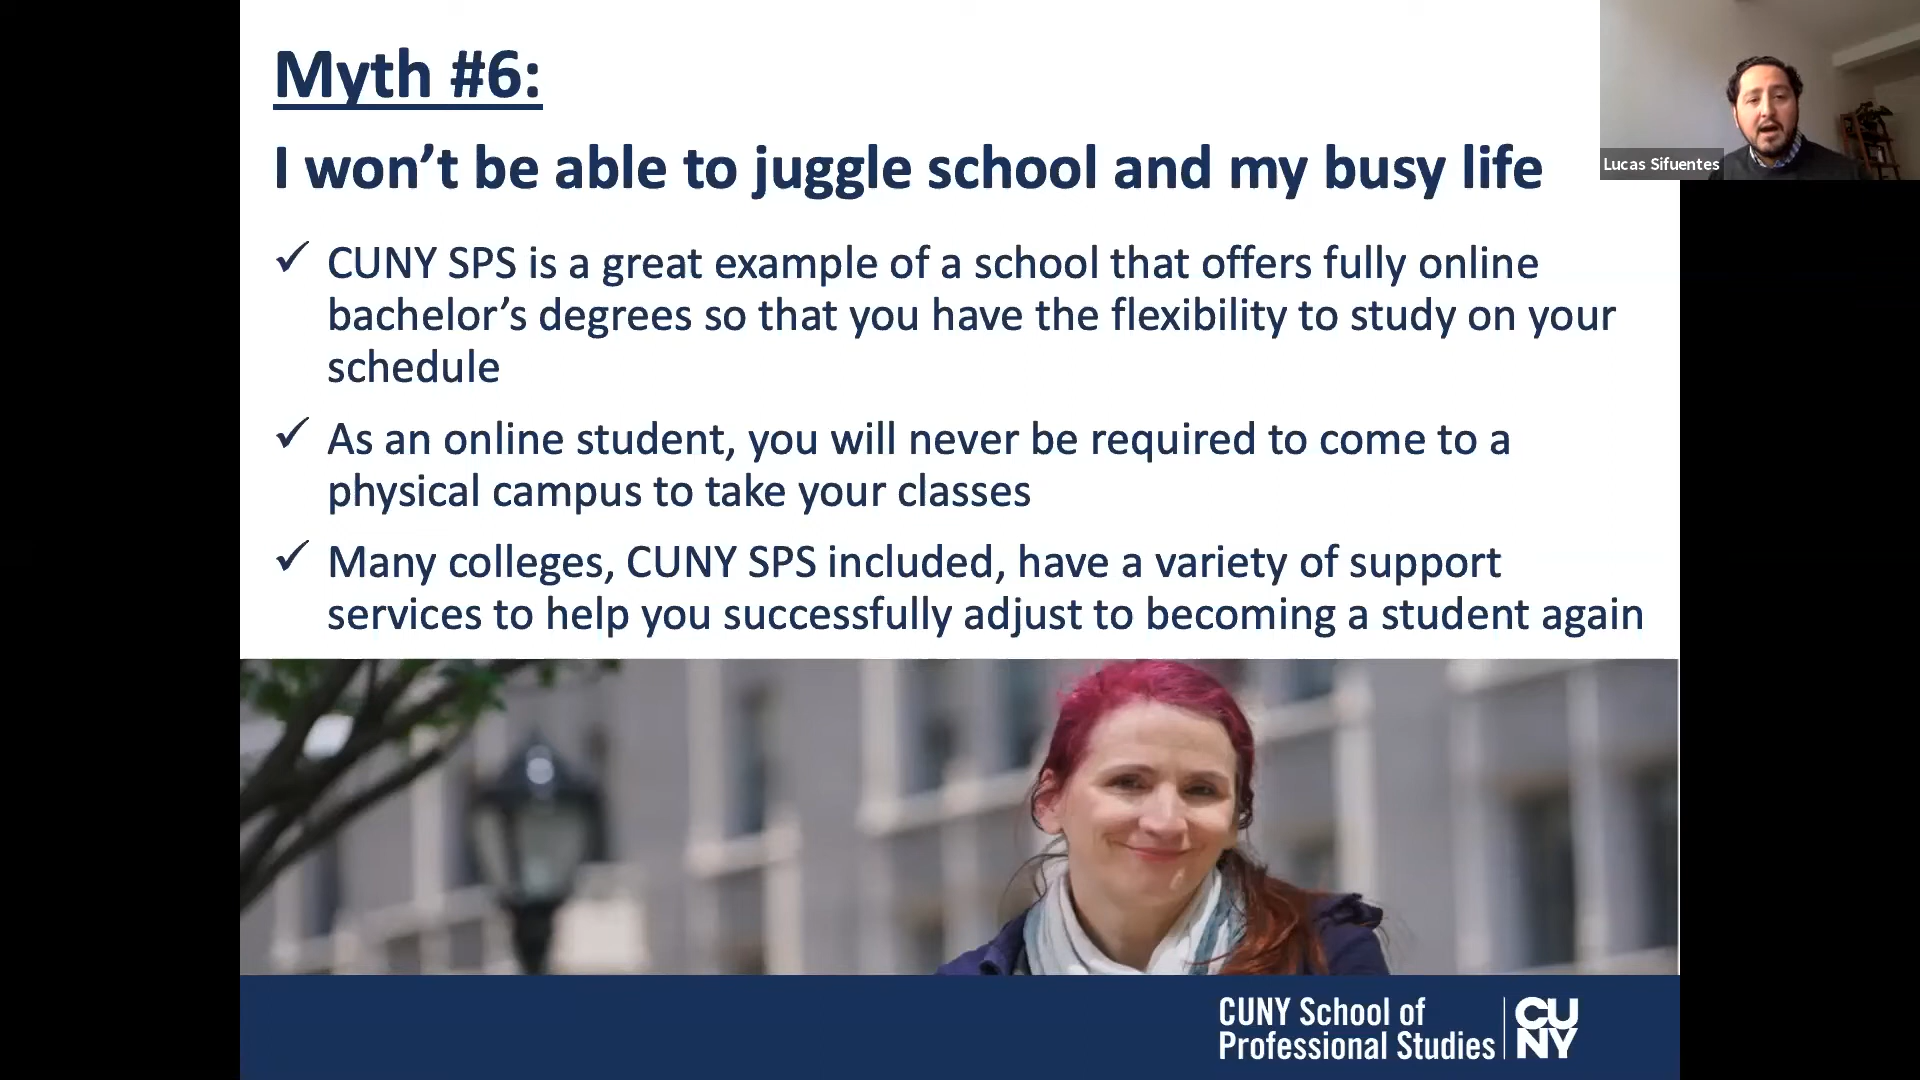 Myth #6:
I won’t be able to juggle school and my busy life
Lucas Sifuentes
✓ CUNY SPS is a great example of a school that offers fully online
bachelor’s degrees so that you have the flexibility to study on your
schedule
✓ As an online student, you will never be required to come to a
physical campus to take your classes
✓ Many colleges, CUNY SPS included, have a variety of support
services to help you successfully adjust to becoming a student again
CUNY School of
Professional Studies
CU
NY